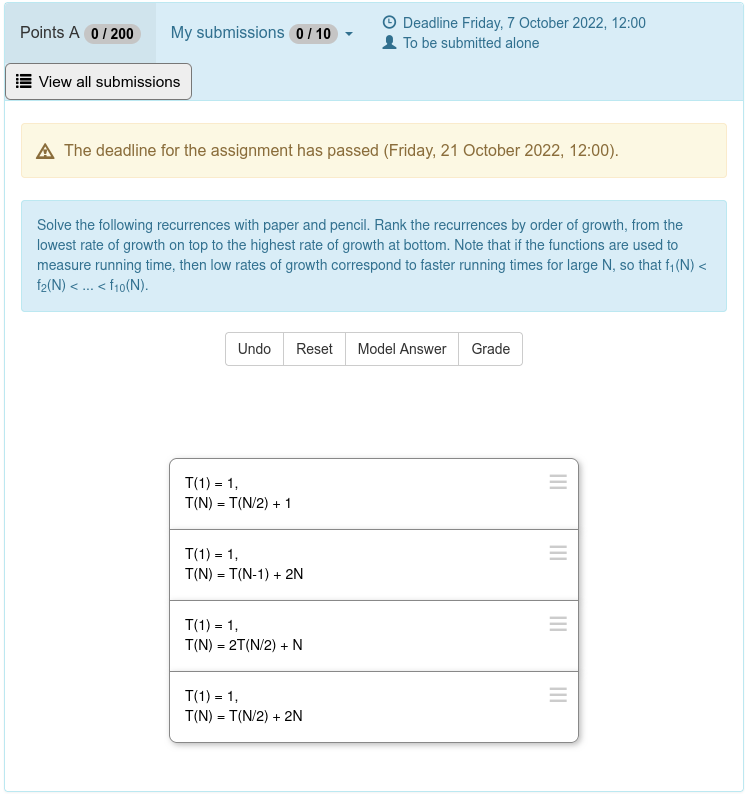 Points A 0 / 200
My submissions 0 / 10
Deadline Friday, 7 October 2022, 12:00
To be submitted alone
View all submissions
The deadline for the assignment has passed (Friday, 21 October 2022, 12:00).
Solve the following recurrences with paper and pencil. Rank the recurrences by order of growth, from the
lowest rate of growth on top to the highest rate of growth at bottom. Note that if the functions are used to
measure running time, then low rates of growth correspond to faster running times for large N, so that f₁(N) <
f₂(N) < ... < f₁₀(N).
Undo
Reset
Model Answer
Grade
T(1) = 1,
T(N) = T(N/2) + 1
T(1) = 1,
T(N) = T(N-1) + 2N
T(1) = 1,
T(N) = 2T(N/2) + N
T(1) = 1,
T(N) = T(N/2) + 2N